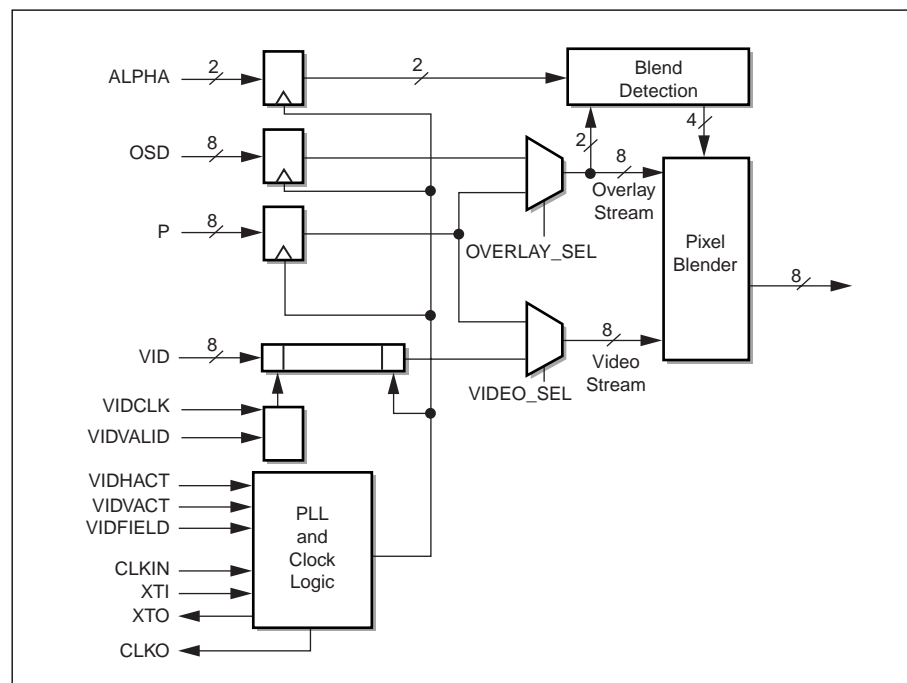 ALPHA
2
2
Blend
Detection
4
OSD
8
2
8
Overlay
Stream
P
8
OVERLAY_SEL
Pixel
Blender
8
VID
8
8
Video
Stream
VIDEO_SEL
VIDCLK
VIDVALID
VIDHACT
VIDVACT
VIDFIELD
PLL
and
Clock
Logic
CLKIN
XTI
XTO
CLKO